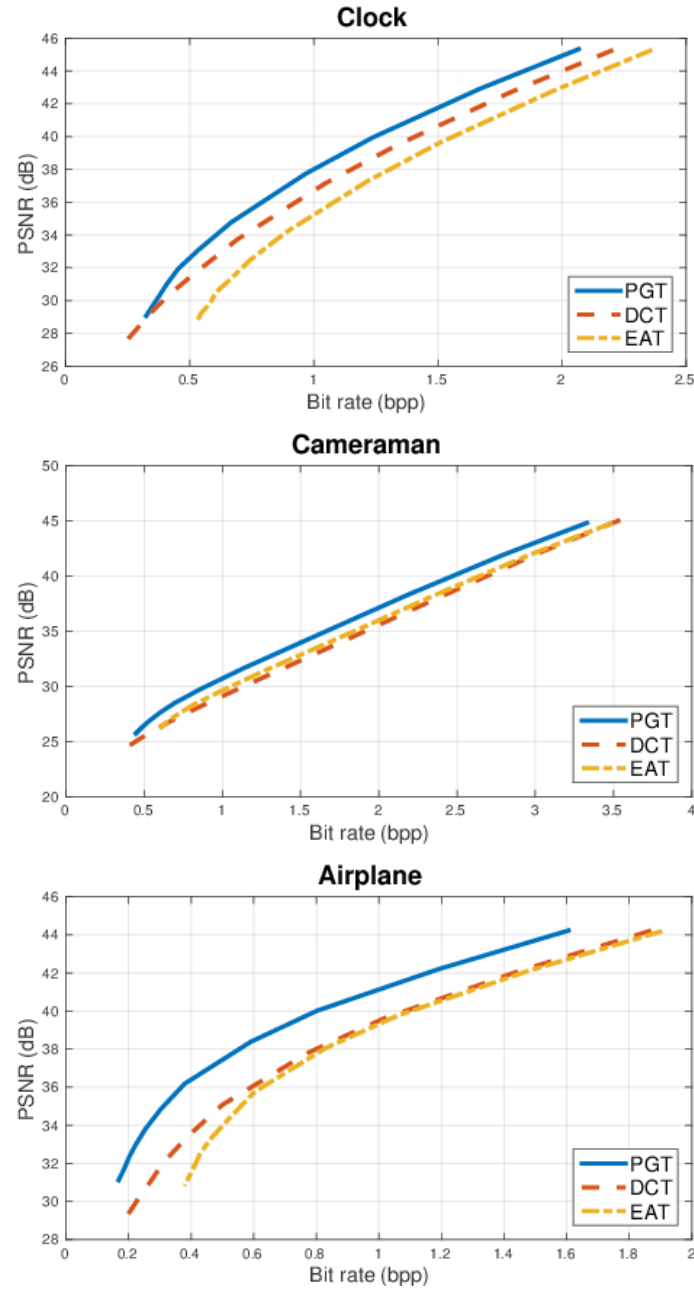 Clock
46
44
42
40
38
36
34
32
30
28
26
PSNR (dB)
PGT
DCT
EAT
0 0.5 1 1.5 2 2.5
Bit rate (bpp)
Cameraman
50
45
40
35
30
25
20
PSNR (dB)
PGT
DCT
EAT
0 0.5 1 1.5 2 2.5 3 3.5 4
Bit rate (bpp)
Airplane
46
44
42
40
38
36
34
32
30
28
PSNR (dB)
PGT
DCT
EAT
0 0.2 0.4 0.6 0.8 1 1.2 1.4 1.6 1.8 2
Bit rate (bpp)